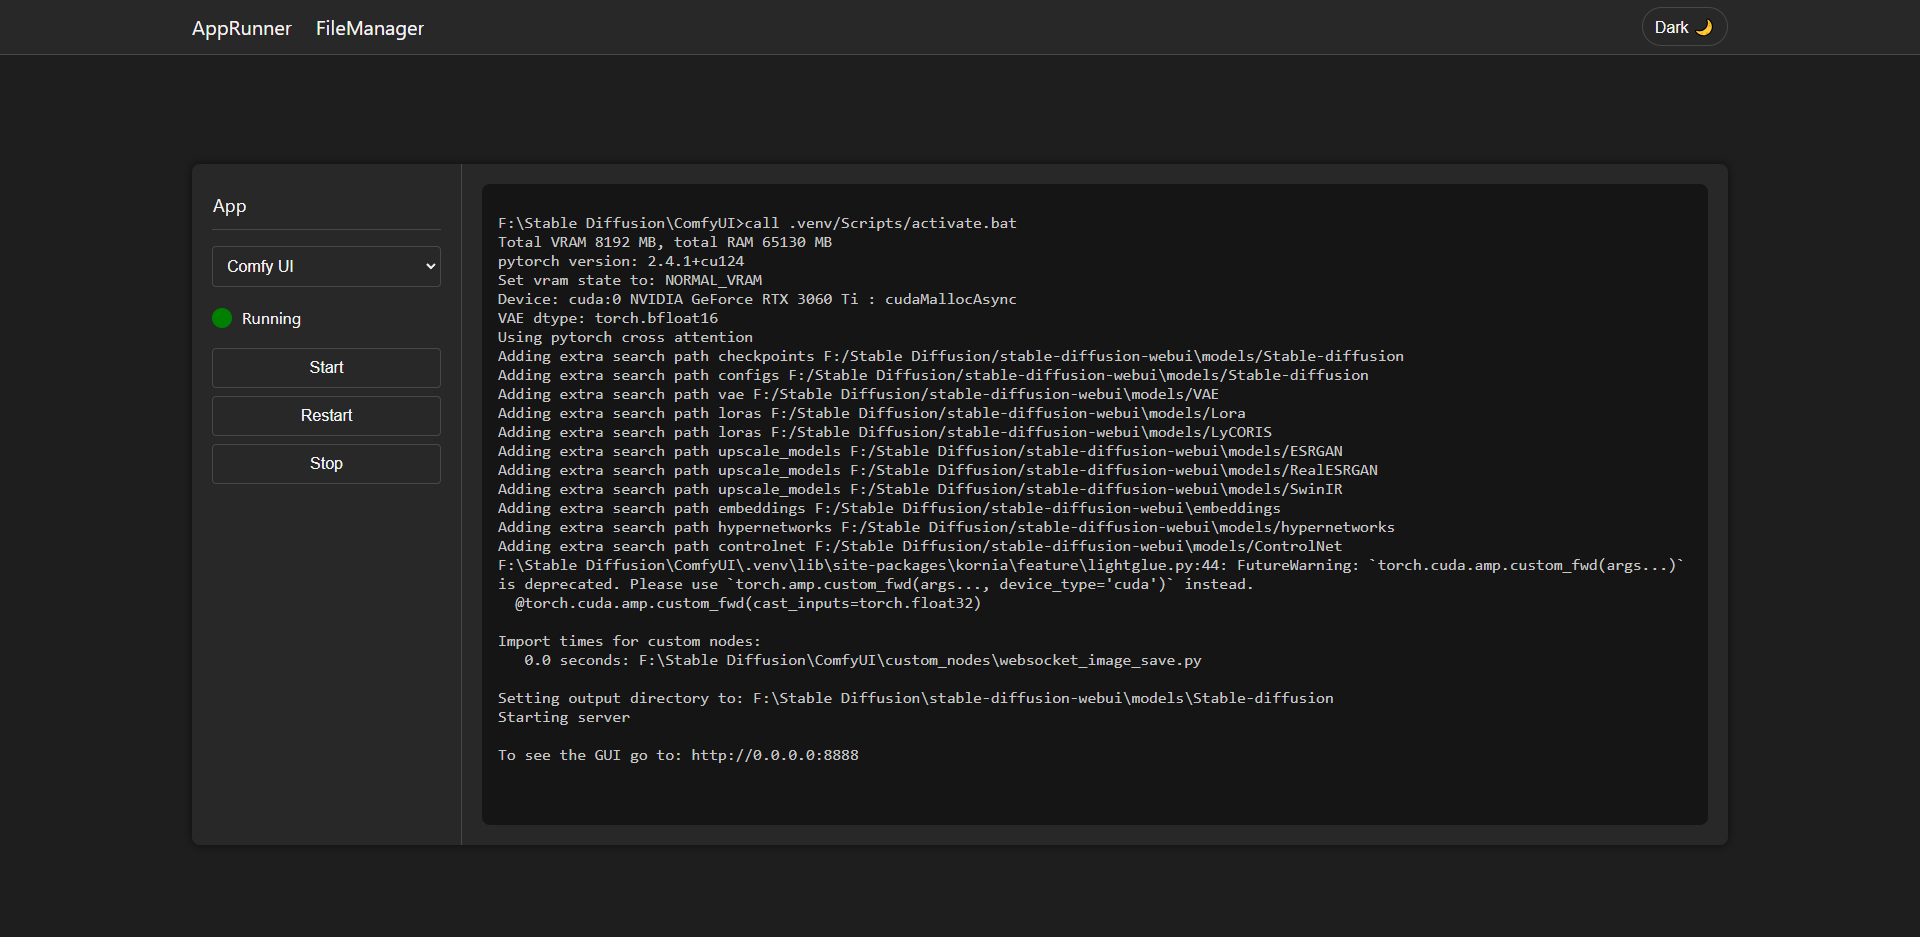 AppRunner FileManager Dark 🌙
App
Comfy UI
Running
Start
Restart
Stop
F:\Stable Diffusion\ComfyUI>call .venv/Scripts/activate.bat
Total VRAM 8192 MB, total RAM 65130 MB
pytorch version: 2.4.1+cu124
Set vram state to: NORMAL_VRAM
Device: cuda:0 NVIDIA GeForce RTX 3060 Ti : cudaMallocAsync
VAE dtype: torch.bfloat16
Using pytorch cross attention
Adding extra search path checkpoints F:/Stable Diffusion/stable-diffusion-webui\models/Stable-diffusion
Adding extra search path configs F:/Stable Diffusion/stable-diffusion-webui\models/Stable-diffusion
Adding extra search path vae F:/Stable Diffusion/stable-diffusion-webui\models/VAE
Adding extra search path loras F:/Stable Diffusion/stable-diffusion-webui\models/Lora
Adding extra search path loras F:/Stable Diffusion/stable-diffusion-webui\models/LyCORIS
Adding extra search path upscale_models F:/Stable Diffusion/stable-diffusion-webui\models/ESRGAN
Adding extra search path upscale_models F:/Stable Diffusion/stable-diffusion-webui\models/RealESRGAN
Adding extra search path upscale_models F:/Stable Diffusion/stable-diffusion-webui\models/SwinIR
Adding extra search path embeddings F:/Stable Diffusion/stable-diffusion-webui\embeddings
Adding extra search path hypernetworks F:/Stable Diffusion/stable-diffusion-webui\models/hypernetworks
Adding extra search path controlnet F:/Stable Diffusion/stable-diffusion-webui\models/ControlNet
F:\Stable Diffusion\ComfyUI\.venv\lib\site-packages\kornia\feature\lightglue.py:44: FutureWarning: `torch.cuda.amp.custom_fwd(args...)`
is deprecated. Please use `torch.amp.custom_fwd(args..., device_type='cuda')` instead.
@torch.cuda.amp.custom_fwd(cast_inputs=torch.float32)
Import times for custom nodes:
0.0 seconds: F:\Stable Diffusion\ComfyUI\custom_nodes\websocket_image_save.py
Setting output directory to: F:\Stable Diffusion\stable-diffusion-webui\models\Stable-diffusion
Starting server
To see the GUI go to: http://0.0.0.0:8888